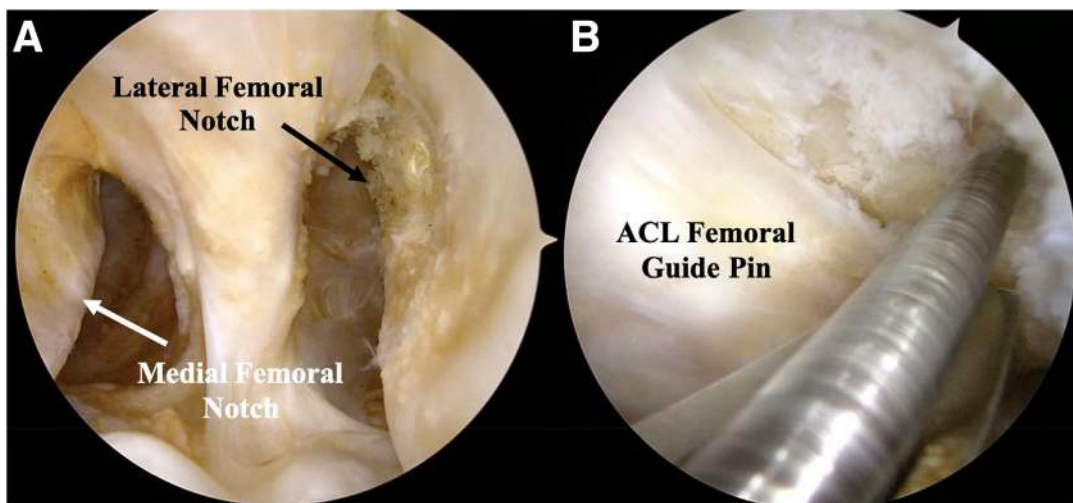 A
Lateral Femoral
Notch
Medial Femoral
Notch
B
ACL Femoral
Guide Pin